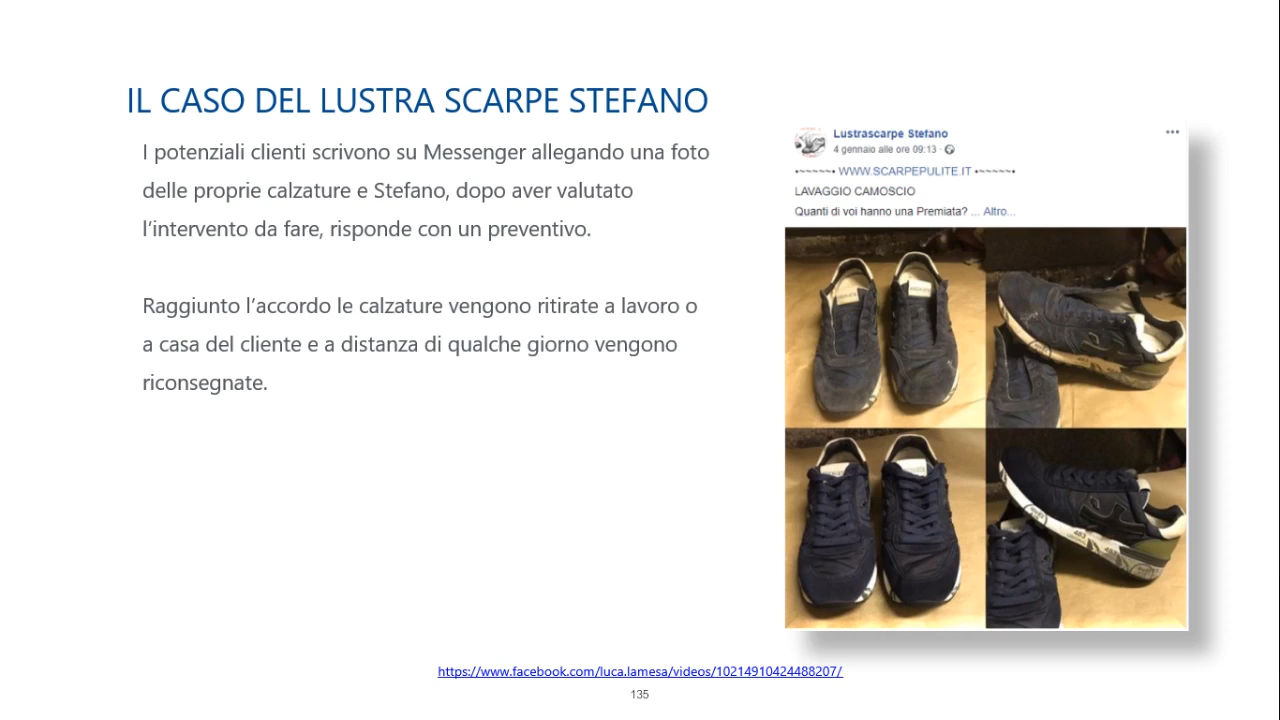 IL CASO DEL LUSTRA SCARPE STEFANO
I potenziali clienti scrivono su Messenger allegando una foto
delle proprie calzature e Stefano, dopo aver valutato
l’intervento da fare, risponde con un preventivo.
Raggiunto l’accordo le calzature vengono ritirate a lavoro o
a casa del cliente e a distanza di qualche giorno vengono
riconsegnate.
Lustrascarpe Stefano
4 gennaio alle ore 09:13 ·
•~~~~~• WWW.SCARPEPULITE.IT •~~~~~•
LAVAGGIO CAMOSCIO
Quanti di voi hanno una Premiata? ... Altro...
https://www.facebook.com/luca.lamesa/videos/10214910424488207/
135